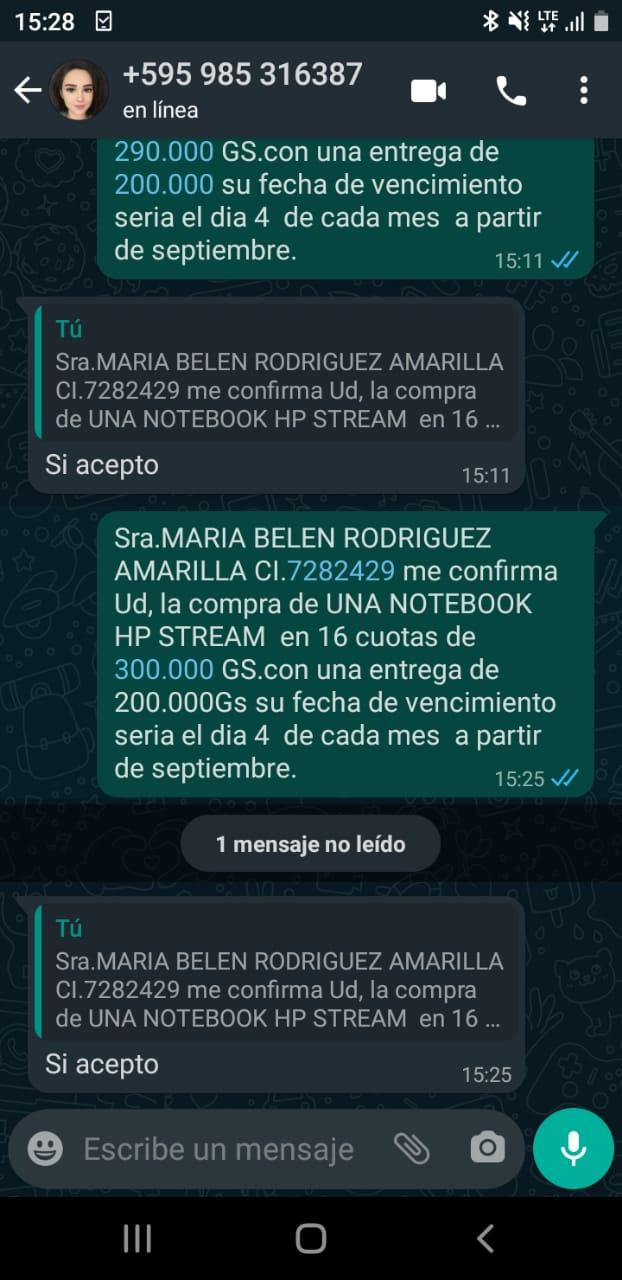 15:28
LTE
+595 985 316387
en línea
290.000 GS.con una entrega de
200.000 su fecha de vencimiento
seria el dia 4  de cada mes  a partir
de septiembre.
15:11
Tú
Sra.MARIA BELEN RODRIGUEZ AMARILLA
CI.7282429 me confirma Ud, la compra
de UNA NOTEBOOK HP STREAM  en 16 ...
Si acepto
15:11
Sra.MARIA BELEN RODRIGUEZ
AMARILLA CI.7282429 me confirma
Ud, la compra de UNA NOTEBOOK
HP STREAM  en 16 cuotas de
300.000 GS.con una entrega de
200.000Gs su fecha de vencimiento
seria el dia 4  de cada mes  a partir
de septiembre.
15:25
1 mensaje no leído
Tú
Sra.MARIA BELEN RODRIGUEZ AMARILLA
CI.7282429 me confirma Ud, la compra
de UNA NOTEBOOK HP STREAM  en 16 ...
Si acepto
15:25
Escribe un mensaje